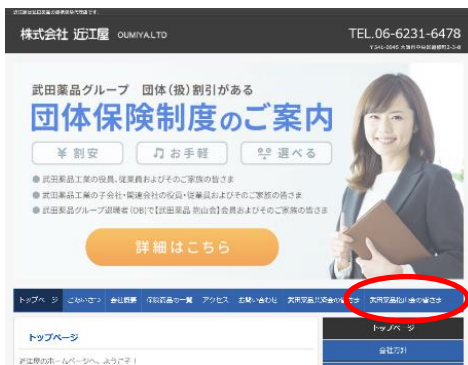 株式会社 近江屋 OUMIYA.LTD
TEL.06-6231-6478
武田薬品グループ 団体(扱)割引がある
団体保険制度のご案内
¥ 割安
お手軽
選べる
武田薬品工業の役員、従業員およびそのご家族の皆さま
武田薬品工業の子会社・関連会社の役員・従業員およびそのご家族の皆さま
詳細はこちら
トップページ ごあいさつ 会社概要 保険商品の一覧 アクセス お問い合わせ
トップページ
トップページ
会社方針
近江屋のホームページへ、ようこそ！